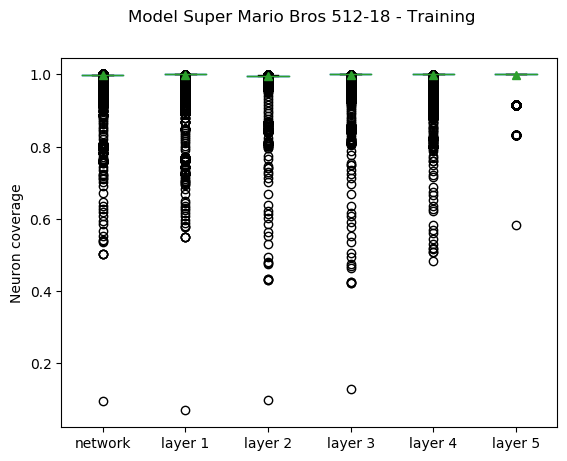 Model Super Mario Bros 512-18 - Training
1.0
0.8
0.6
0.4
0.2
Neuron coverage
network layer 1 layer 2 layer 3 layer 4 layer 5